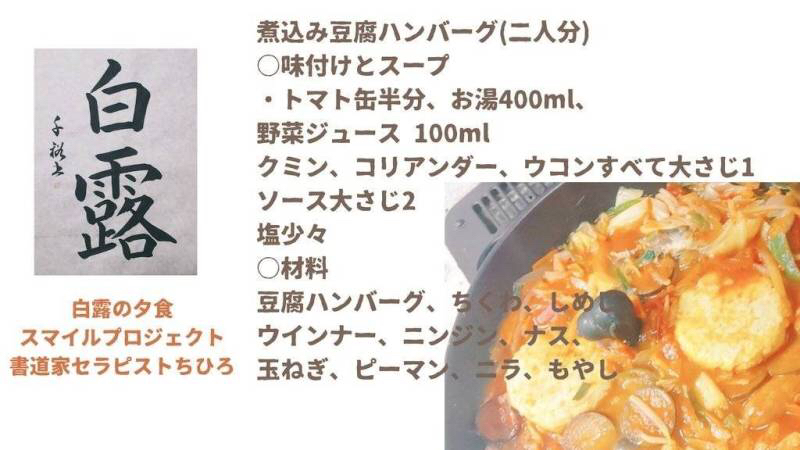 白露
千裕书
白露の夕食
スマイルプロジェクト
書道家セラピストちひろ
煮込み豆腐ハンバーグ(二人分)
○味付けとスープ
・トマト缶半分、お湯400ml、
野菜ジュース 100ml
クミン、コリアンダー、ウコンすべて大さじ1
ソース大さじ2
塩少々
○材料
豆腐ハンバーグ、ちくわ、しめじ
ウインナー、ニンジン、ナス、
玉ねぎ、ピーマン、ニラ、もやし